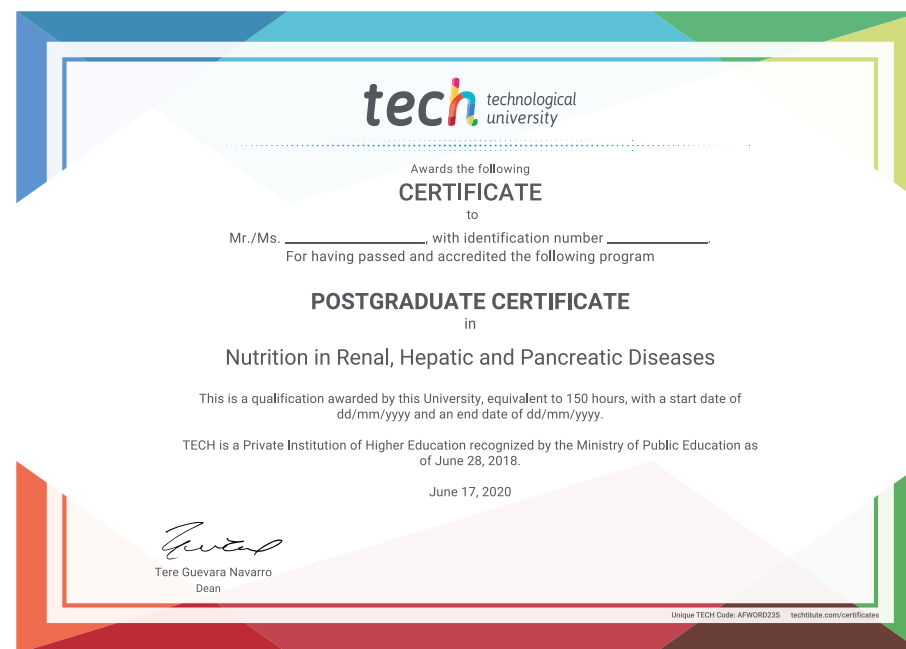 tech technological
university
Awards the following
CERTIFICATE
to
Mr./Ms. ____________________, with identification number ______________.
For having passed and accredited the following program
POSTGRADUATE CERTIFICATE
in
Nutrition in Renal, Hepatic and Pancreatic Diseases
This is a qualification awarded by this University, equivalent to 150 hours, with a start date of
dd/mm/yyyy and an end date of dd/mm/yyyy.
TECH is a Private Institution of Higher Education recognized by the Ministry of Public Education as
of June 28, 2018.
June 17, 2020
Tere Guevara Navarro
Dean
Unique TECH Code: AFWORD23S techtitute.com/certificates